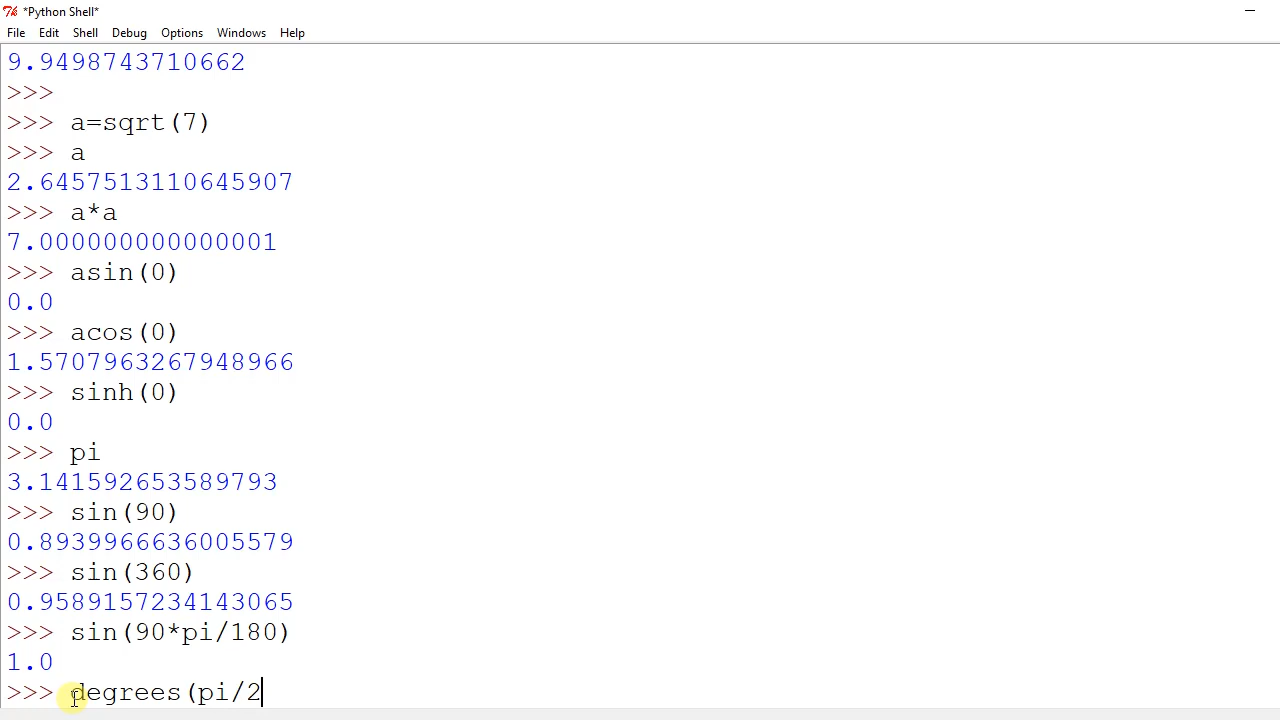 *Python Shell*
File Edit Shell Debug Options Windows Help
9.9498743710662
>>>
>>> a=sqrt(7)
>>> a
2.6457513110645907
>>> a*a
7.000000000000001
>>> asin(0)
0.0
>>> acos(0)
1.5707963267948966
>>> sinh(0)
0.0
>>> pi
3.141592653589793
>>> sin(90)
0.8939966636005579
>>> sin(360)
0.9589157234143065
>>> sin(90*pi/180)
1.0
>>> degrees(pi/2